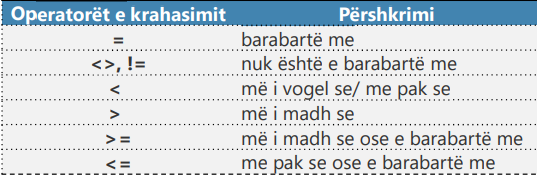 Operatorët e krahasimit Përshkrimi
= barabartë me
<>, != nuk është e barabartë me
< më i vogel se/ me pak se
> më i madh se
>= më i madh se ose e barabartë me
<= me pak se ose e barabartë me